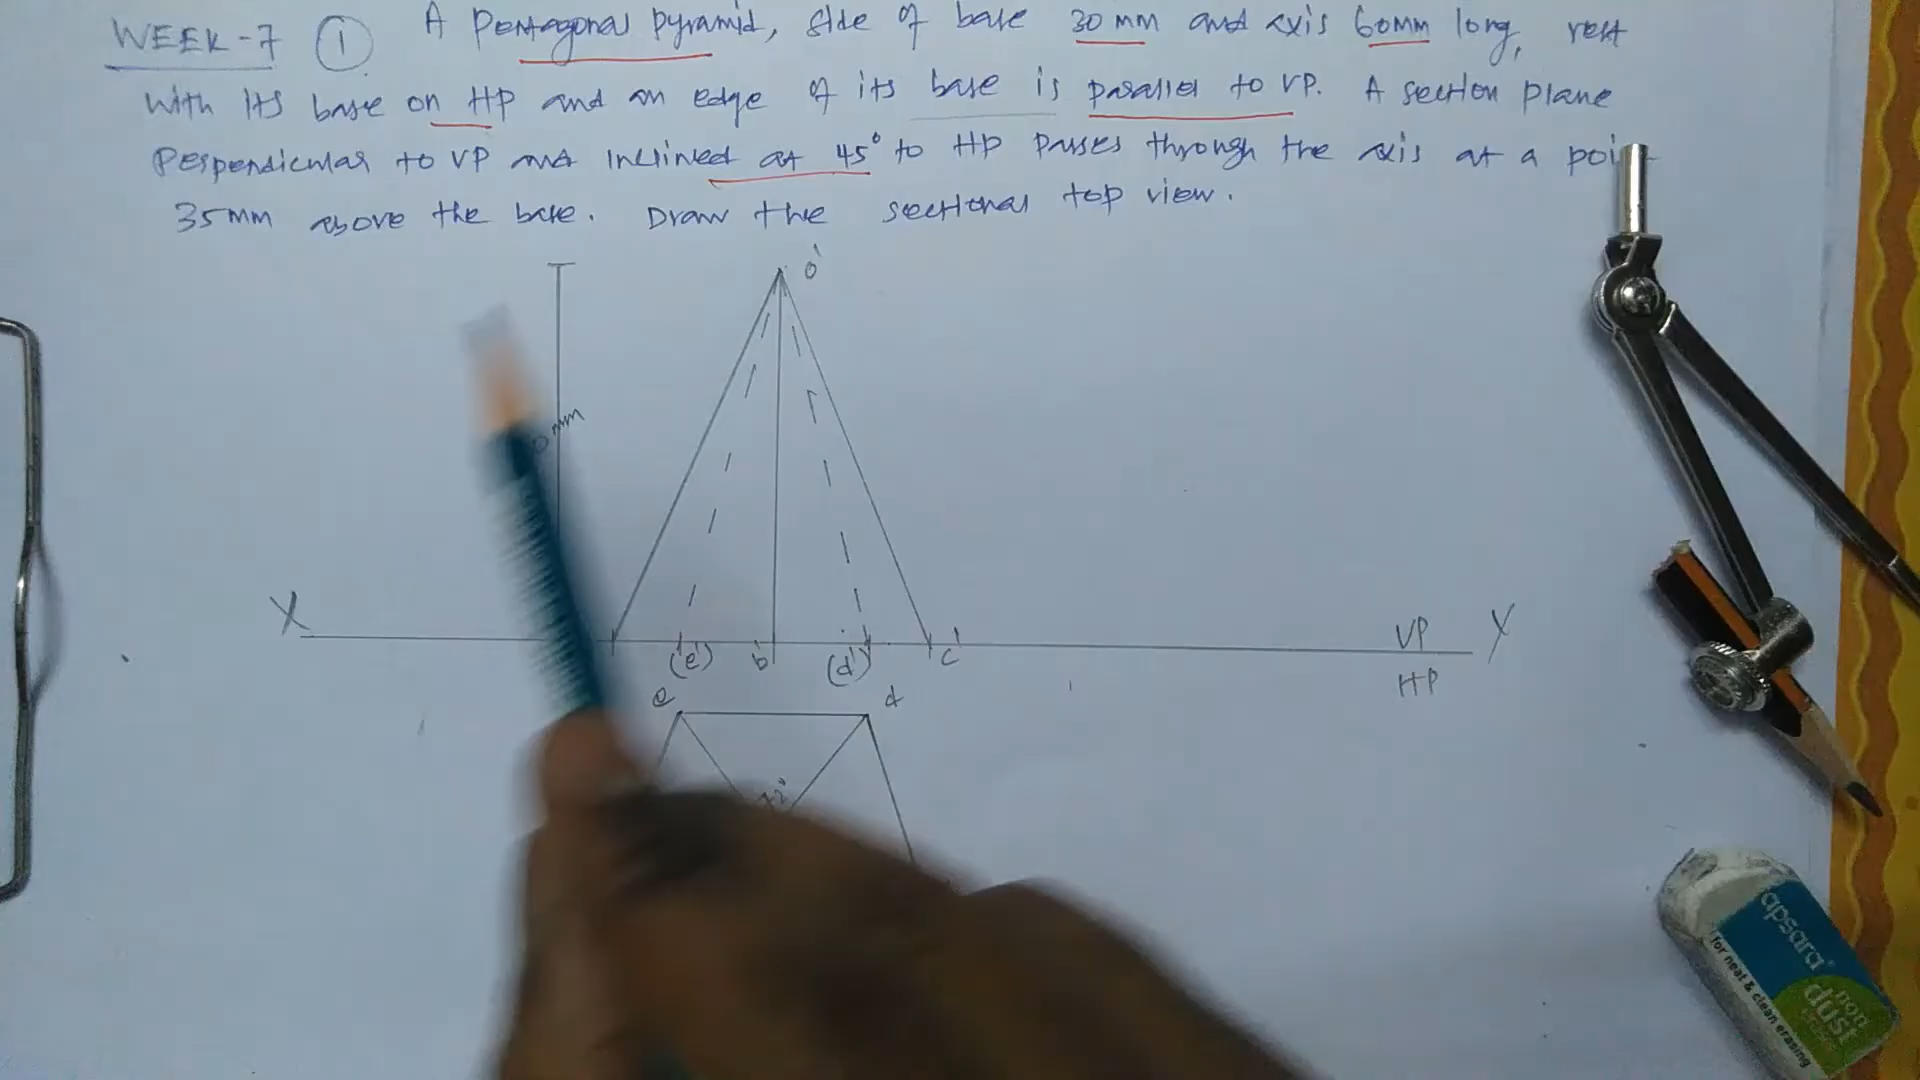 WEEK-7 ① A Pentagonal Pyramid, side of base 30 mm and axis 60mm long, rest
with its base on HP and an edge of its base is parallel to VP. A section plane
Perpendicular to VP and inclined at 45° to HP passes through the axis at a poi
35mm above the base. Draw the sectional top view.
o'
0 mm
X
VP
Y
(e') b' (d') c'
HP
e d
72°
apsara
non
dust
for neat & clean erasing